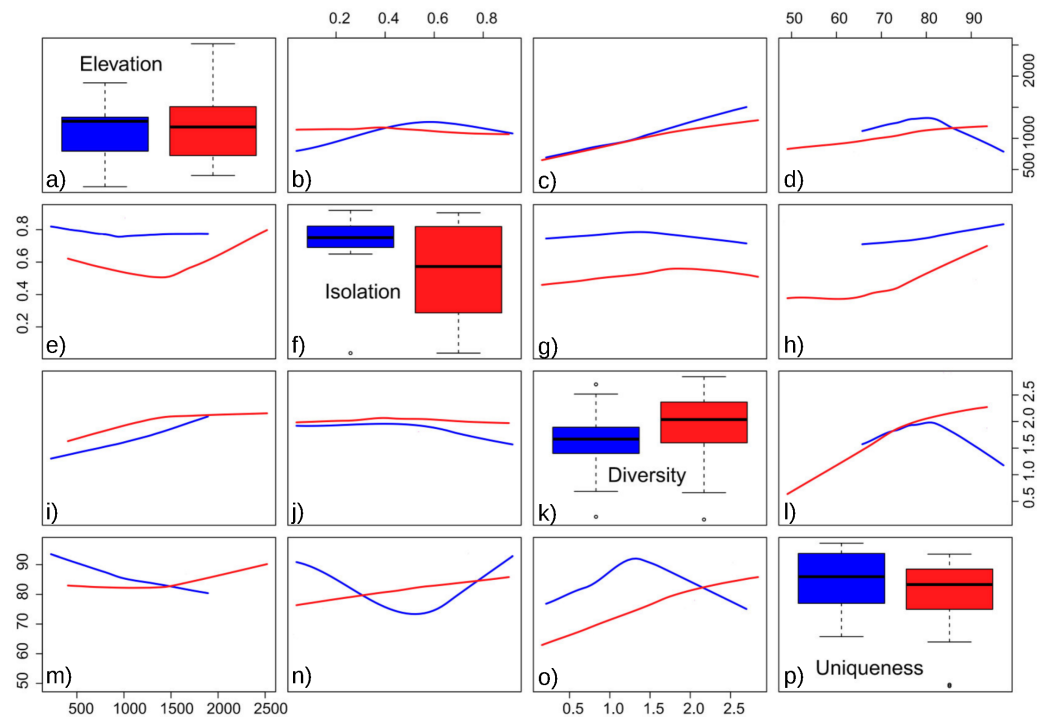 0.2 0.4 0.6 0.8 50 60 70 80 90
Elevation
a) b) c) d)
500 1000 2000
0.2 0.4 0.6 0.8
Isolation
e) f) g) h)
Diversity
i) j) k) l)
0.5 1.0 1.5 2.0 2.5
50 60 70 80 90
Uniqueness
m) n) o) p)
500 1000 1500 2000 2500 0.5 1.0 1.5 2.0 2.5